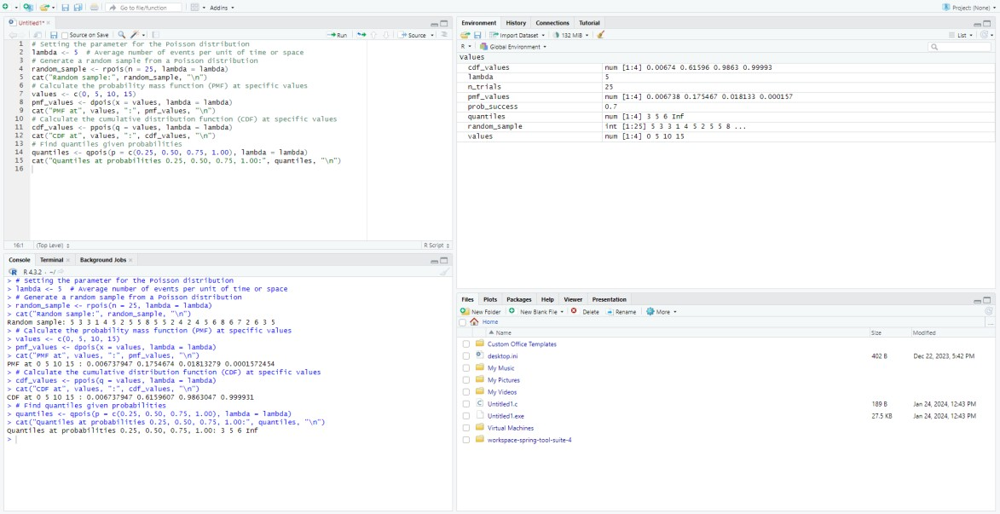 Go to file/function
Addins
Project: (None)
Untitled1*
Source on Save
Run
Source
1 # Setting the parameter for the Poisson distribution
2 lambda <- 5  # Average number of events per unit of time or space
3 # Generate a random sample from a Poisson distribution
4 random_sample <- rpois(n = 25, lambda = lambda)
5 cat("Random sample:", random_sample, "\n")
6 # Calculate the probability mass function (PMF) at specific values
7 values <- c(0, 5, 10, 15)
8 pmf_values <- dpois(x = values, lambda = lambda)
9 cat("PMF at", values, ":", pmf_values, "\n")
10 # Calculate the cumulative distribution function (CDF) at specific values
11 cdf_values <- ppois(q = values, lambda = lambda)
12 cat("CDF at", values, ":", cdf_values, "\n")
13 # Find quantiles given probabilities
14 quantiles <- qpois(p = c(0.25, 0.50, 0.75, 1.00), lambda = lambda)
15 cat("Quantiles at probabilities 0.25, 0.50, 0.75, 1.00:", quantiles, "\n")
16
16:1 (Top Level) R Script
Console Terminal Background Jobs
R 4.3.2 · ~/
> # Setting the parameter for the Poisson distribution
> lambda <- 5  # Average number of events per unit of time or space
> # Generate a random sample from a Poisson distribution
> random_sample <- rpois(n = 25, lambda = lambda)
> cat("Random sample:", random_sample, "\n")
Random sample: 5 3 3 1 4 5 2 5 5 8 5 5 2 4 2 4 5 6 8 6 7 2 6 3 5
> # Calculate the probability mass function (PMF) at specific values
> values <- c(0, 5, 10, 15)
> pmf_values <- dpois(x = values, lambda = lambda)
> cat("PMF at", values, ":", pmf_values, "\n")
PMF at 0 5 10 15 : 0.006737947 0.1754674 0.01813279 0.0001572454
> # Calculate the cumulative distribution function (CDF) at specific values
> cdf_values <- ppois(q = values, lambda = lambda)
> cat("CDF at", values, ":", cdf_values, "\n")
CDF at 0 5 10 15 : 0.006737947 0.6159607 0.9863047 0.999931
> # Find quantiles given probabilities
> quantiles <- qpois(p = c(0.25, 0.50, 0.75, 1.00), lambda = lambda)
> cat("Quantiles at probabilities 0.25, 0.50, 0.75, 1.00:", quantiles, "\n")
Quantiles at probabilities 0.25, 0.50, 0.75, 1.00: 3 5 6 Inf
>
Environment History Connections Tutorial
Import Dataset 132 MiB List
R Global Environment
Values
cdf_values num [1:4] 0.00674 0.61596 0.9863 0.99993
lambda 5
n_trials 25
pmf_values num [1:4] 0.006738 0.175467 0.018133 0.000157
prob_success 0.7
quantiles num [1:4] 3 5 6 Inf
random_sample int [1:25] 5 3 3 1 4 5 2 5 5 8 ...
values num [1:4] 0 5 10 15
Files Plots Packages Help Viewer Presentation
New Folder New Blank File Delete Rename More
Home ...
Name Size Modified
Custom Office Templates
desktop.ini 402 B Dec 22, 2023, 5:42 PM
My Music
My Pictures
My Videos
Untitled1.c 189 B Jan 24, 2024, 12:43 PM
Untitled1.exe 27.5 KB Jan 24, 2024, 12:43 PM
Virtual Machines
workspace-spring-tool-suite-4